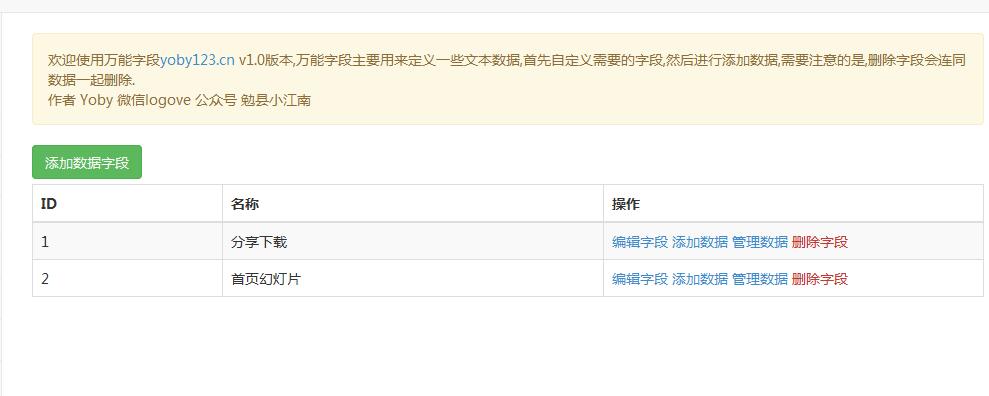 欢迎使用万能字段yoby123.cn v1.0版本,万能字段主要用来定义一些文本数据,首先自定义需要的字段,然后进行添加数据,需要注意的是,删除字段会连同
数据一起删除.
作者 Yoby 微信logove 公众号 勉县小江南
添加数据字段
ID 名称 操作
1 分享下载 编辑字段 添加数据 管理数据 删除字段
2 首页幻灯片 编辑字段 添加数据 管理数据 删除字段